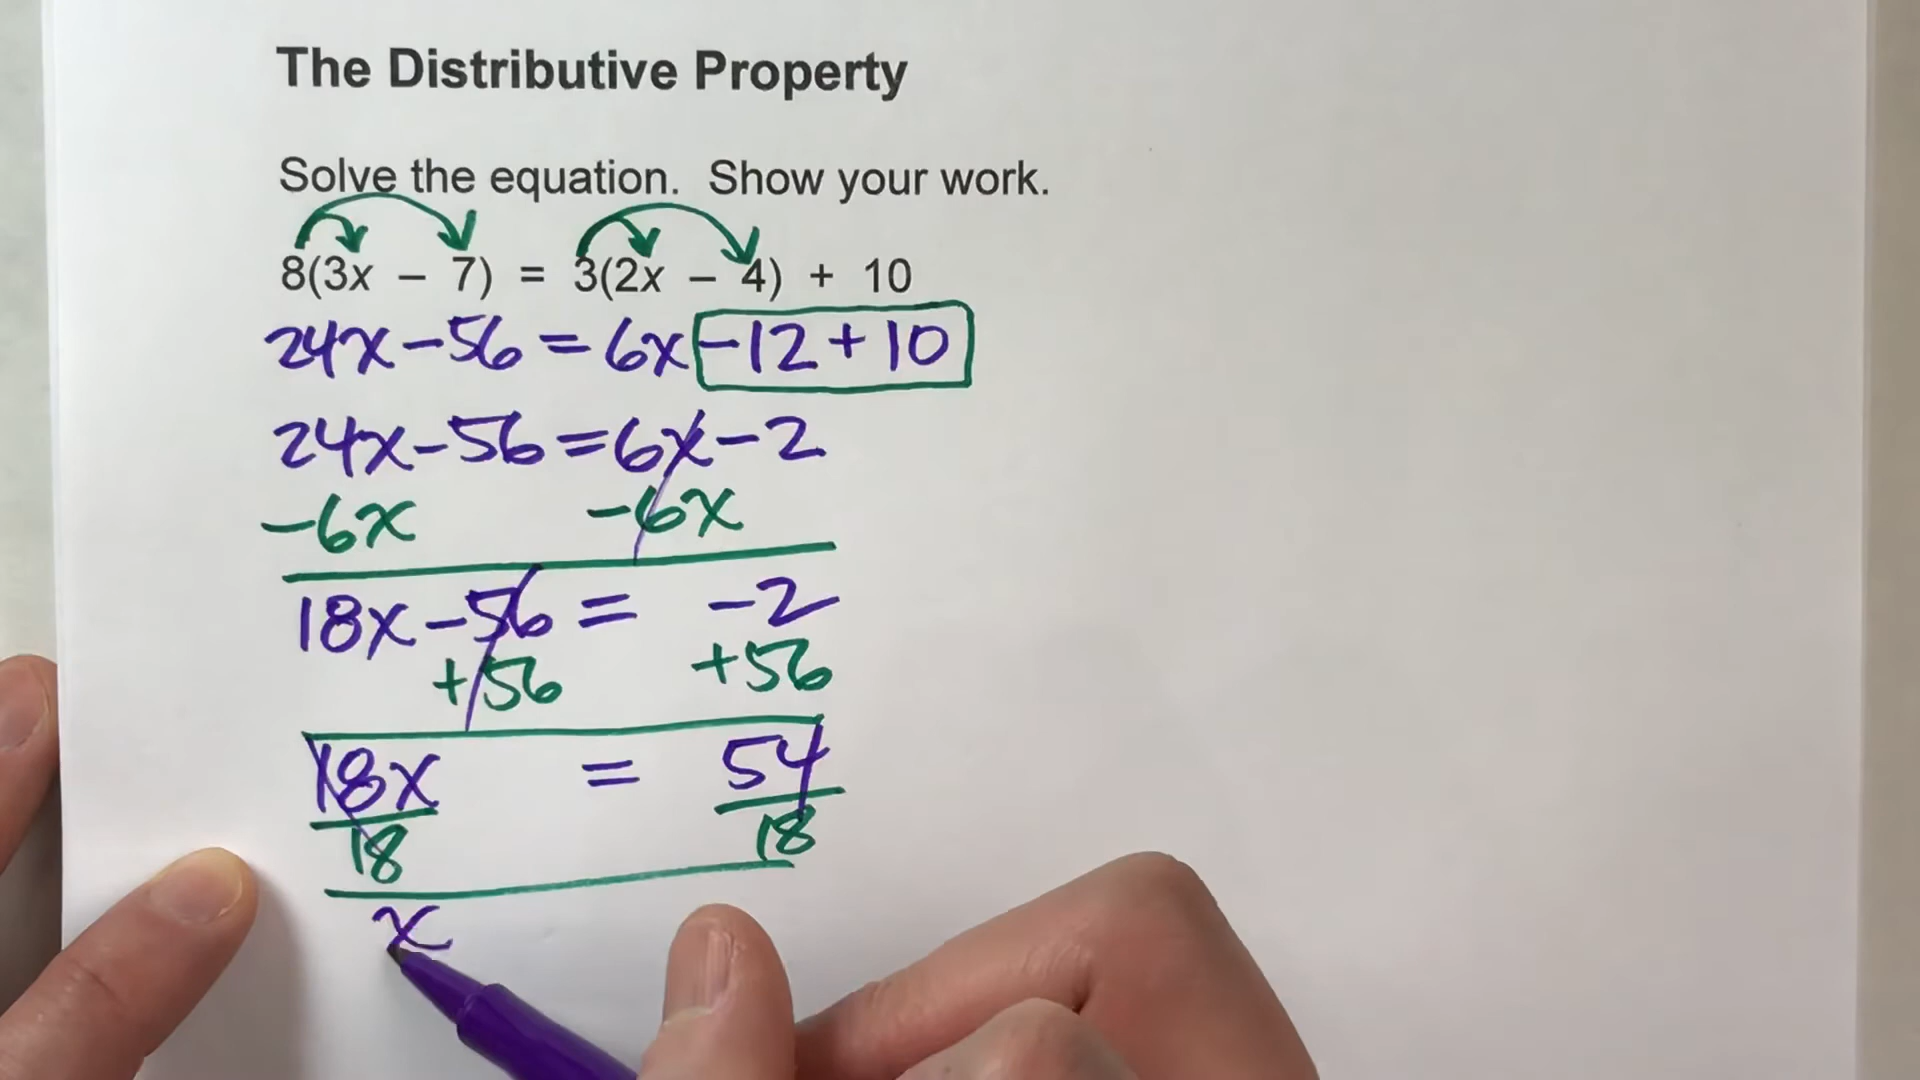 The Distributive Property
Solve the equation. Show your work.
8(3x – 7) = 3(2x – 4) + 10
24x-56=6x-12+10
24x-56=6x-2
-6x -6x
18x-56= -2
+56 +56
18x = 54
18 18
x